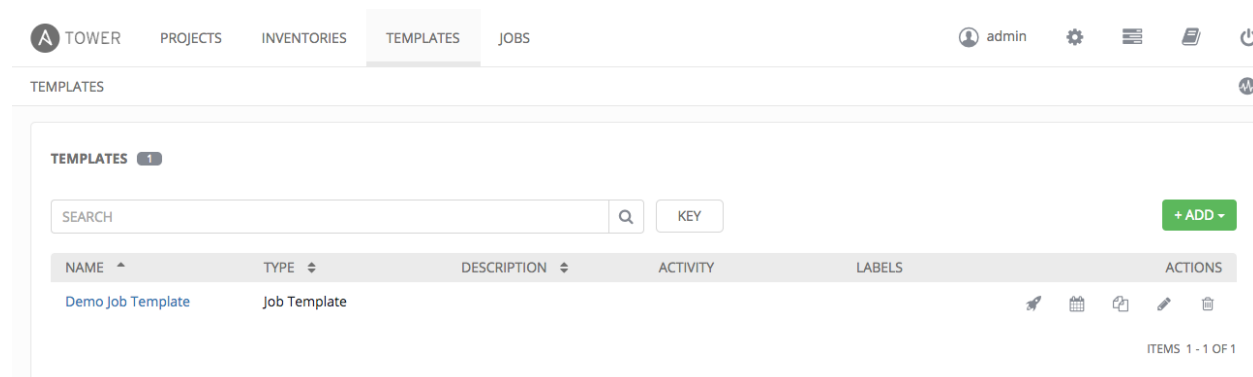 A TOWER PROJECTS INVENTORIES TEMPLATES JOBS admin
TEMPLATES
TEMPLATES 1
SEARCH KEY + ADD
NAME TYPE DESCRIPTION ACTIVITY LABELS ACTIONS
Demo Job Template Job Template
ITEMS 1 - 1 OF 1